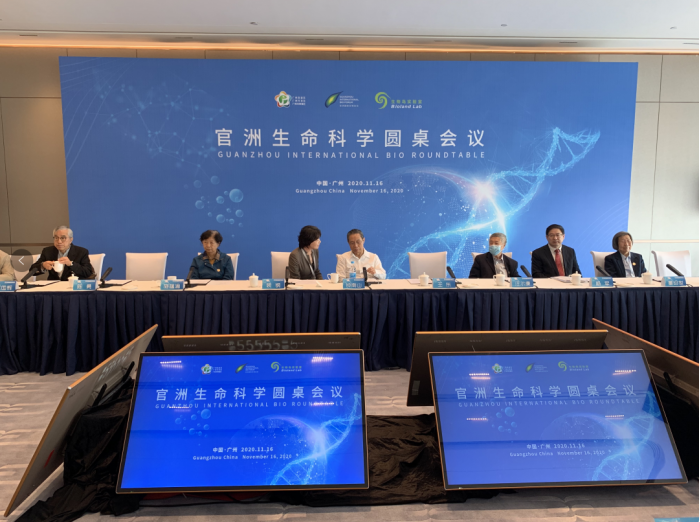 Bioland Lab
官洲生命科学圆桌会议
GUANZHOU INTERNATIONAL BIO ROUNDTABLE
中国·广州 2020.11.16
Guangzhou China November 16, 2020
官洲生命科学圆桌会议
GUANZHOU INTERNATIONAL BIO ROUNDTABLE
中国·广州 2020.11.16
Guangzhou China November 16, 2020
官洲生命科学圆桌会议
GUANZHOU INTERNATIONAL BIO ROUNDTABLE
中国·广州 2020.11.16
Guangzhou China November 16, 2020